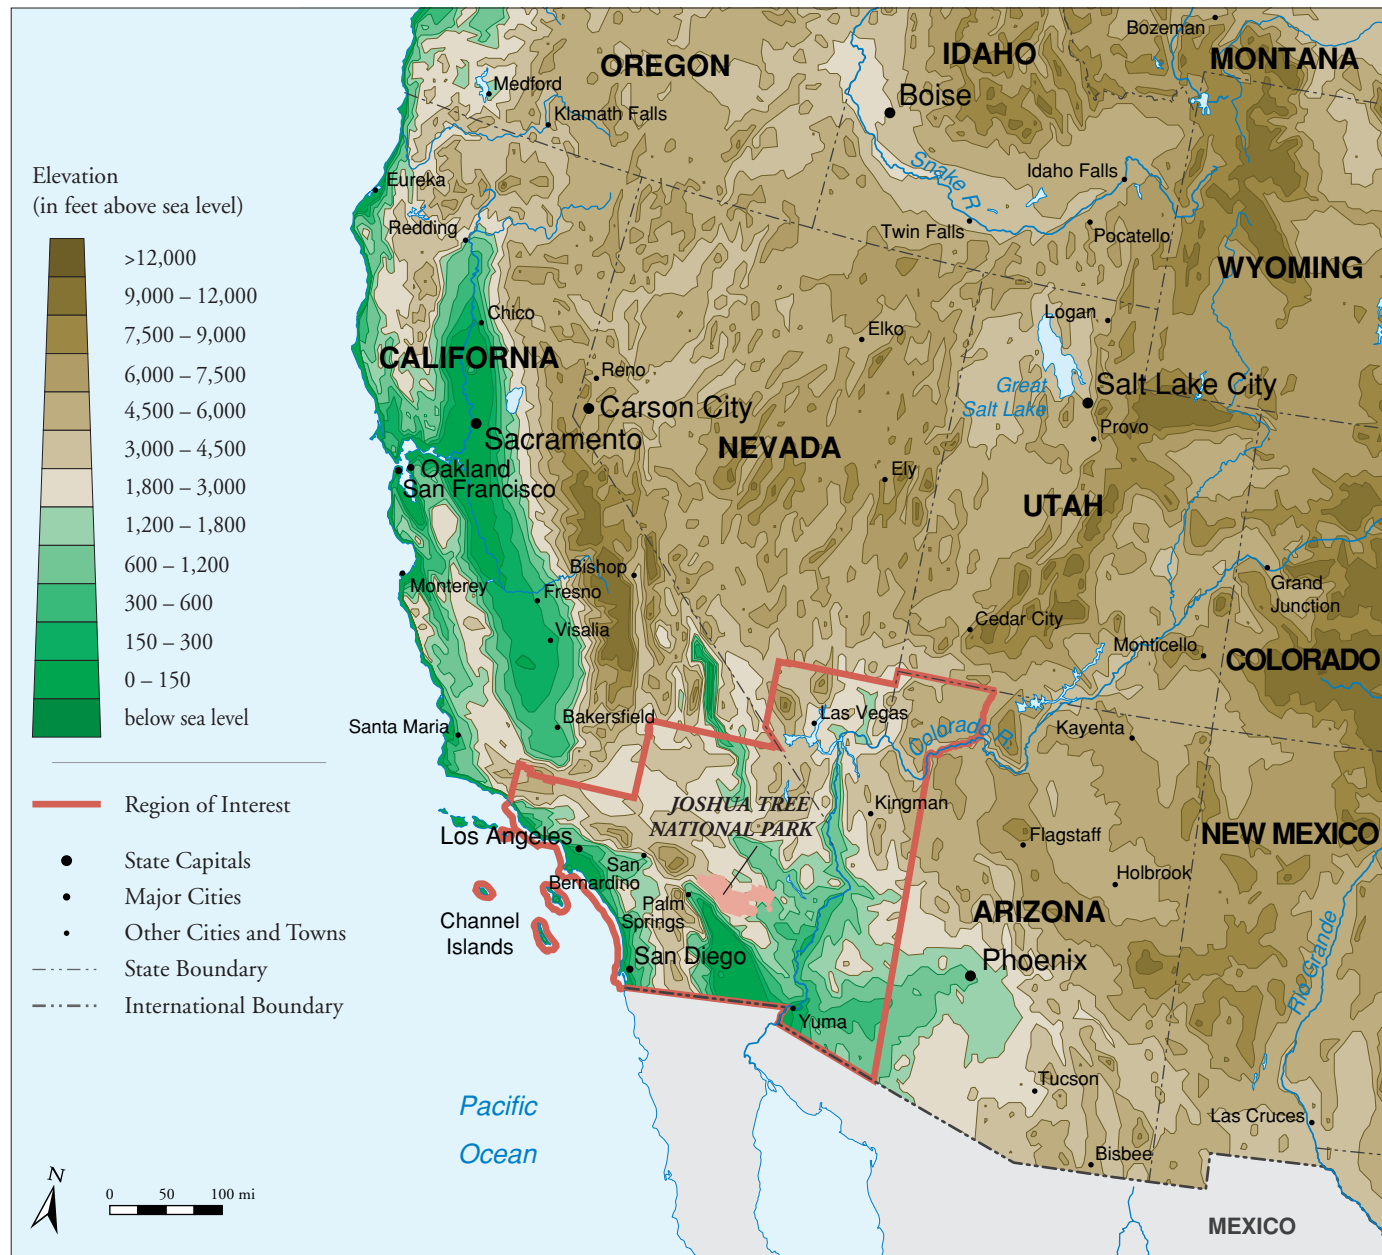 Bozeman
IDAHO
MONTANA
OREGON
Medford
Boise
Klamath Falls
Snake R.
Elevation
(in feet above sea level)
>12,000
9,000 – 12,000
7,500 – 9,000
6,000 – 7,500
4,500 – 6,000
3,000 – 4,500
1,800 – 3,000
1,200 – 1,800
600 – 1,200
300 – 600
150 – 300
0 – 150
below sea level
Region of Interest
State Capitals
Major Cities
Other Cities and Towns
State Boundary
International Boundary
Eureka
Idaho Falls
Redding
Twin Falls
Pocatello
WYOMING
Chico
Logan
Elko
CALIFORNIA
Reno
Great
Salt Lake
Salt Lake City
Carson City
Sacramento
Provo
NEVADA
Oakland
San Francisco
Ely
UTAH
Bishop
Monterey
Fresno
Grand
Junction
Visalia
Cedar City
Monticello
COLORADO
Santa Maria
Bakersfield
Las Vegas
Colorado R.
Kayenta
JOSHUA TREE
NATIONAL PARK
Kingman
Los Angeles
Flagstaff
NEW MEXICO
San
Bernardino
Holbrook
Palm
Springs
Channel
Islands
ARIZONA
San Diego
Phoenix
Rio Grande
Yuma
Tucson
Pacific
Ocean
Las Cruces
Bisbee
N
0 50 100 mi
MEXICO